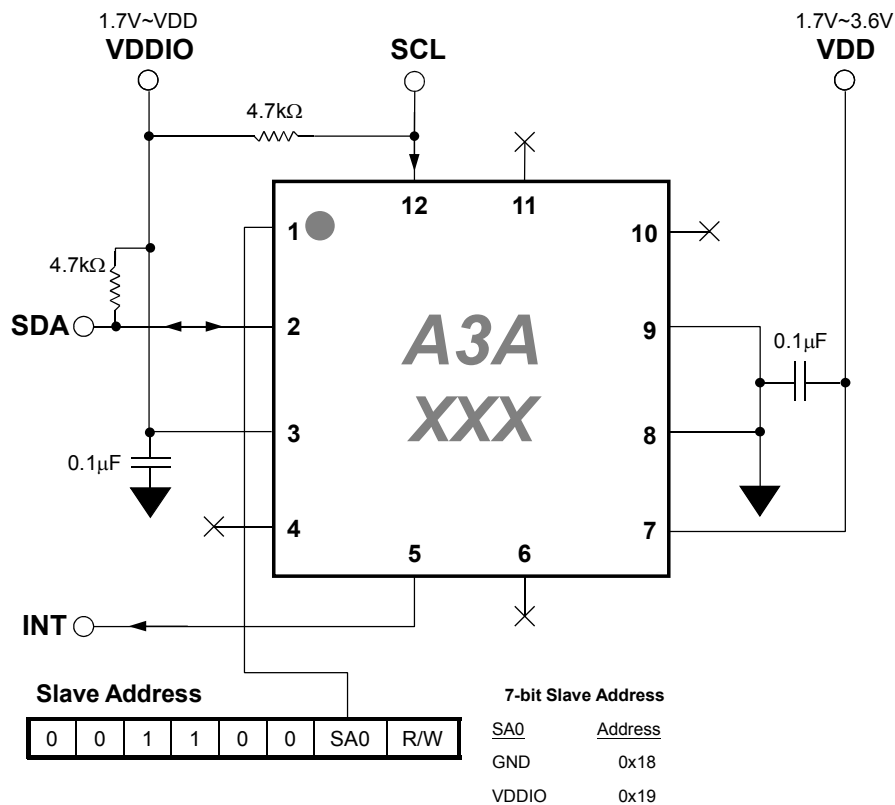 1.7V~VDD
VDDIO
SCL
1.7V~3.6V
VDD
4.7kΩ
12
11
1
10
4.7kΩ
SDA
2
A3A
XXX
9
0.1μF
3
8
0.1μF
4
5
6
7
INT
Slave Address
0 0 1 1 0 0 SA0 R/W
7-bit Slave Address
SA0 Address
GND 0x18
VDDIO 0x19